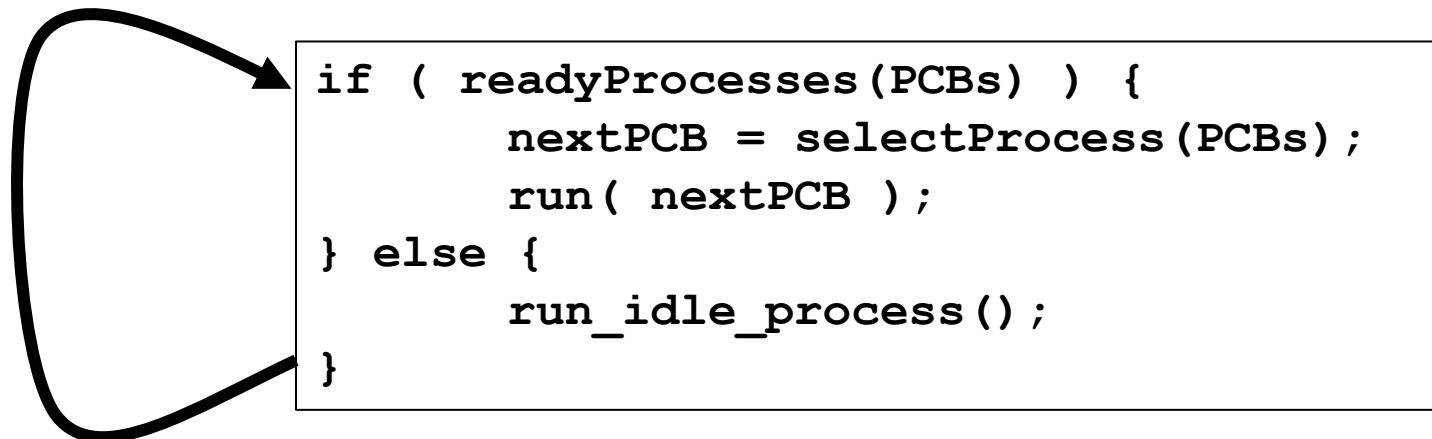 if ( readyProcesses(PCBs) ) {
nextPCB = selectProcess(PCBs);
run( nextPCB );
} else {
run_idle_process();
}